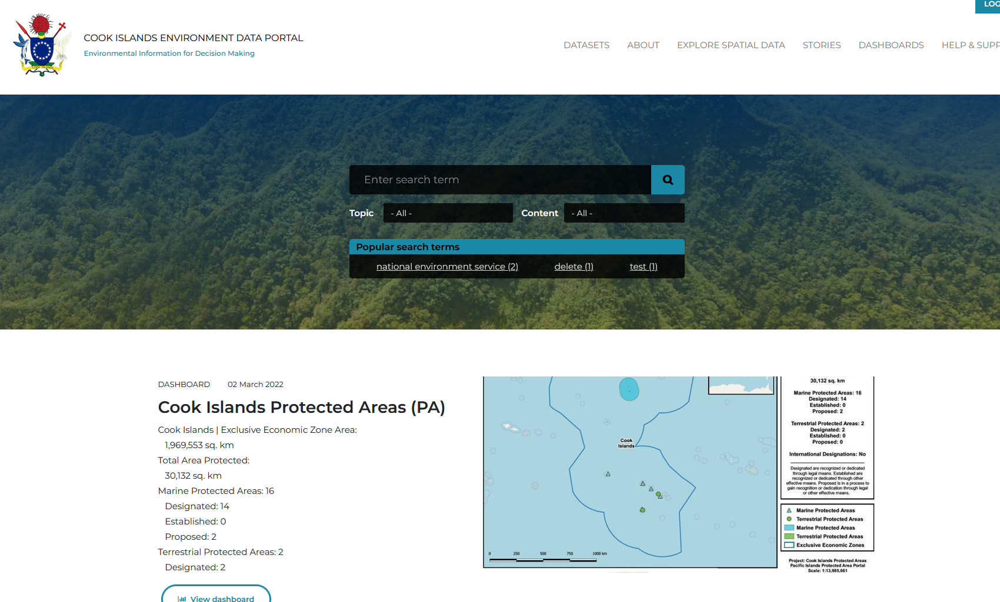 LOG
COOK ISLANDS ENVIRONMENT DATA PORTAL
Environmental Information for Decision Making
DATASETS ABOUT EXPLORE SPATIAL DATA STORIES DASHBOARDS HELP & SUPP
COOK ISLANDS
Enter search term
Topic - All - Content - All -
Popular search terms
national environment service (2) delete (1) test (1)
DASHBOARD 02 March 2022
Cook Islands Protected Areas (PA)
Cook Islands | Exclusive Economic Zone Area:
1,969,553 sq. km
Total Area Protected:
30,132 sq. km
Marine Protected Areas: 16
Designated: 14
Established: 0
Proposed: 2
Terrestrial Protected Areas: 2
Designated: 2
View dashboard
Cook
Islands
0 250 500 750 1000 km
30,132 sq. km
Marine Protected Areas: 16
Designated: 14
Established: 0
Proposed: 2
Terrestrial Protected Areas: 2
Designated: 2
Established: 0
Proposed: 0
International Designations: No
Designated are recognized or dedicated
through legal means. Established are
recognized or dedicated through other
effective means. Proposed is in a process to
gain recognition or dedication through legal
or other effective means.
Marine Protected Areas
Terrestrial Protected Areas
Marine Protected Areas
Terrestrial Protected Areas
Exclusive Economic Zones
Project: Cook Islands Protected Areas
Pacific Islands Protected Area Portal
Scale: 1:13,985,661